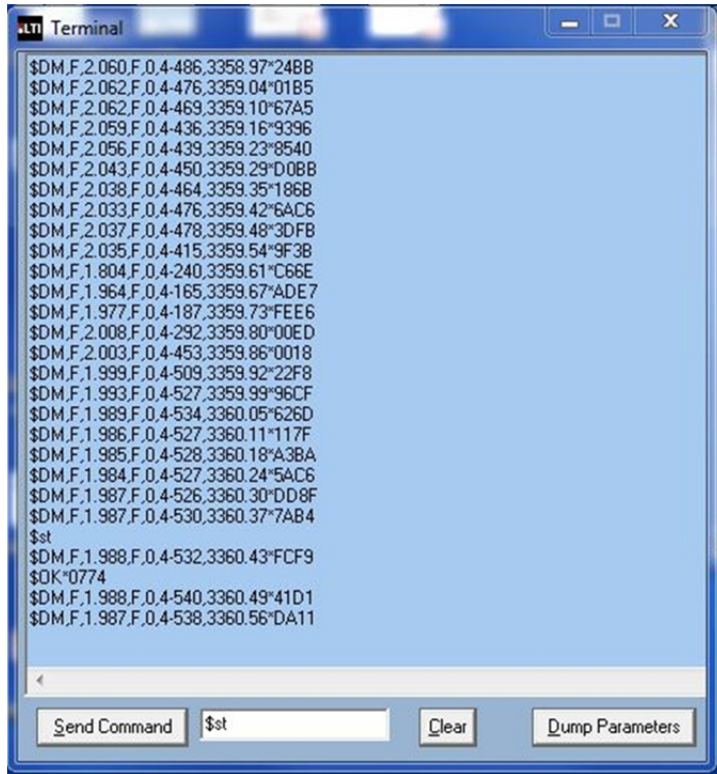 LTI Terminal
$DM,F,2.060,F,0,4-486,3358.97*24BB
$DM,F,2.062,F,0,4-476,3359.04*01B5
$DM,F,2.062,F,0,4-469,3359.10*67A5
$DM,F,2.059,F,0,4-436,3359.16*9396
$DM,F,2.056,F,0,4-439,3359.23*8540
$DM,F,2.043,F,0,4-450,3359.29*D0BB
$DM,F,2.038,F,0,4-464,3359.35*186B
$DM,F,2.033,F,0,4-476,3359.42*6AC6
$DM,F,2.037,F,0,4-478,3359.48*3DFB
$DM,F,2.035,F,0,4-415,3359.54*9F3B
$DM,F,1.804,F,0,4-240,3359.61*C66E
$DM,F,1.964,F,0,4-165,3359.67*ADE7
$DM,F,1.977,F,0,4-187,3359.73*FEE6
$DM,F,2.008,F,0,4-292,3359.80*00ED
$DM,F,2.003,F,0,4-453,3359.86*0018
$DM,F,1.999,F,0,4-509,3359.92*22F8
$DM,F,1.993,F,0,4-527,3359.99*96CF
$DM,F,1.989,F,0,4-534,3360.05*626D
$DM,F,1.986,F,0,4-527,3360.11*117F
$DM,F,1.985,F,0,4-528,3360.18*A3BA
$DM,F,1.984,F,0,4-527,3360.24*5AC6
$DM,F,1.987,F,0,4-526,3360.30*DD8F
$DM,F,1.987,F,0,4-530,3360.37*7AB4
$st
$DM,F,1.988,F,0,4-532,3360.43*FCF9
$OK*0774
$DM,F,1.988,F,0,4-540,3360.49*41D1
$DM,F,1.987,F,0,4-538,3360.56*DA11
Send Command $st Clear Dump Parameters